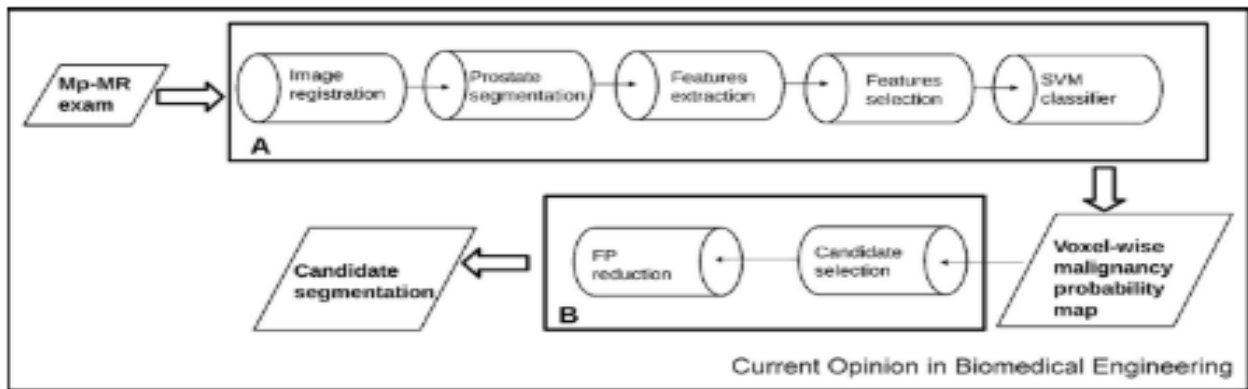 Mp-MR
exam
Image
registration
Prostate
segmentation
Features
extraction
Features
selection
SVM
classifier
A
Voxel-wise
malignancy
probability
map
Candidate
selection
FP
reduction
B
Candidate
segmentation
Current Opinion in Biomedical Engineering